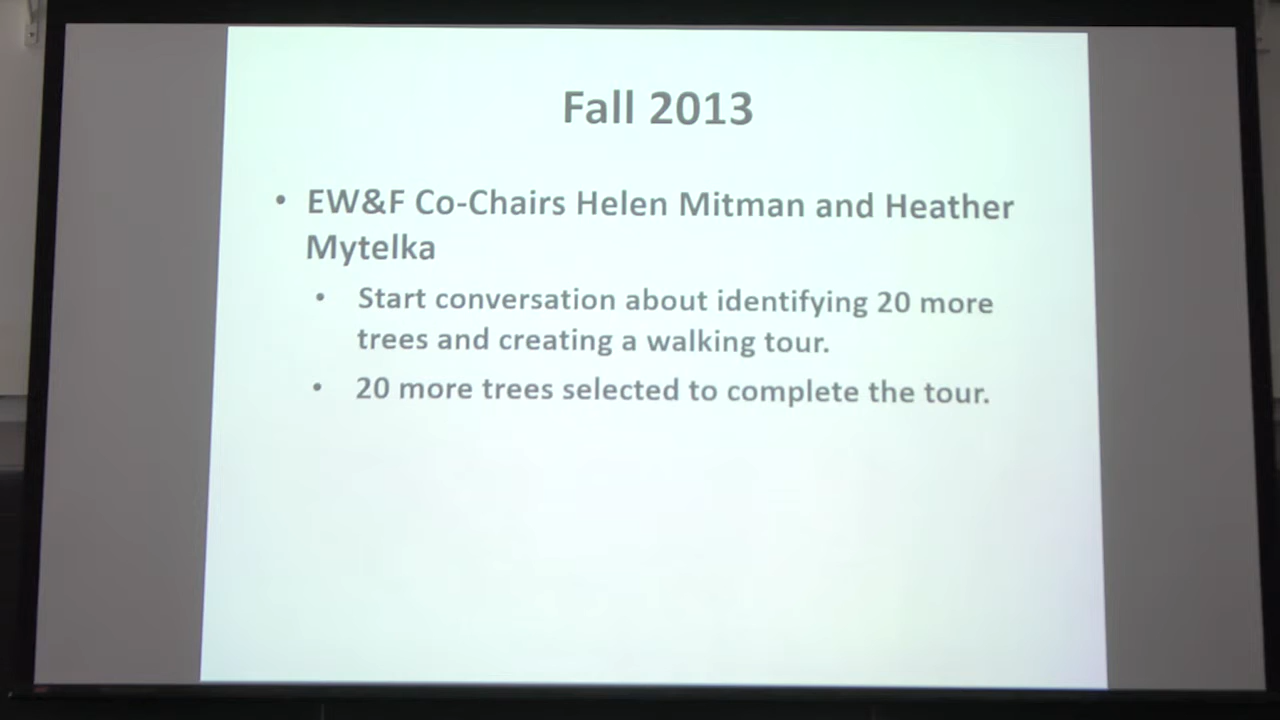 Fall 2013
• EW&F Co-Chairs Helen Mitman and Heather
Mytelka
• Start conversation about identifying 20 more
trees and creating a walking tour.
• 20 more trees selected to complete the tour.